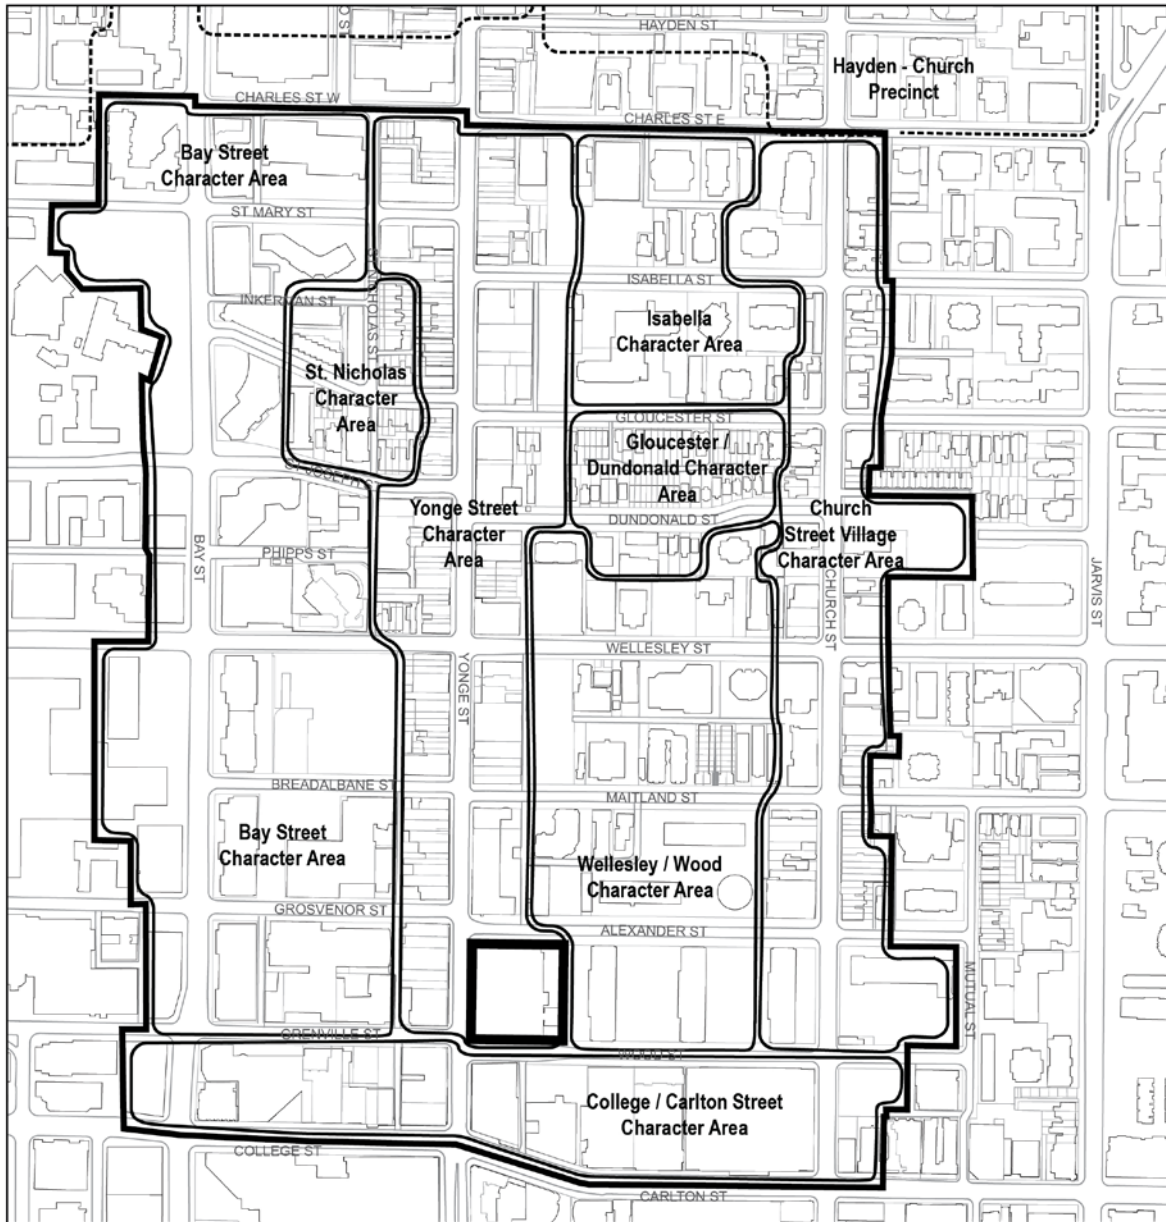 HAYDEN ST
Hayden - Church
Precinct
CHARLES ST W
CHARLES ST E
Bay Street
Character Area
ST MARY ST
ISABELLA ST
INKERMAN ST
Isabella
Character Area
St. Nicholas
Character
Area
GLOUCESTER ST
Gloucester /
Dundonald Character
Area
Yonge Street
Character
Area
DUNDONALD ST
Church
Street Village
Character Area
BAY ST
PHIPPS ST
CHURCH ST
JARVIS ST
WELLESLEY ST
YONGE ST
BREADALBANE ST
MAITLAND ST
Bay Street
Character Area
Wellesley / Wood
Character Area
GROSVENOR ST
ALEXANDER ST
MUTUAL ST
GRENVILLE ST
WOOD ST
College / Carlton Street
Character Area
COLLEGE ST
CARLTON ST